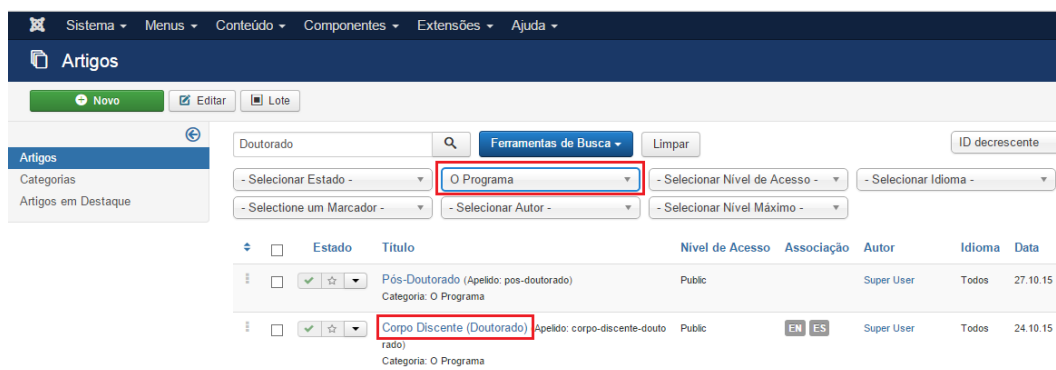 Sistema Menus Conteúdo Componentes Extensões Ajuda
Artigos
Novo Editar Lote
Doutorado Ferramentas de Busca Limpar ID decrescente
Artigos
- Selecionar Estado - O Programa - Selecionar Nível de Acesso - - Selecionar Idioma -
Categorias
Artigos em Destaque
- Selectione um Marcador - - Selecionar Autor - - Selecionar Nível Máximo -
Estado Título Nível de Acesso Associação Autor Idioma Data
Pós-Doutorado (Apelido: pos-doutorado) Public Super User Todos 27.10.15
Categoria: O Programa
Corpo Discente (Doutorado) (Apelido: corpo-discente-douto Public EN ES Super User Todos 24.10.15
rado)
Categoria: O Programa